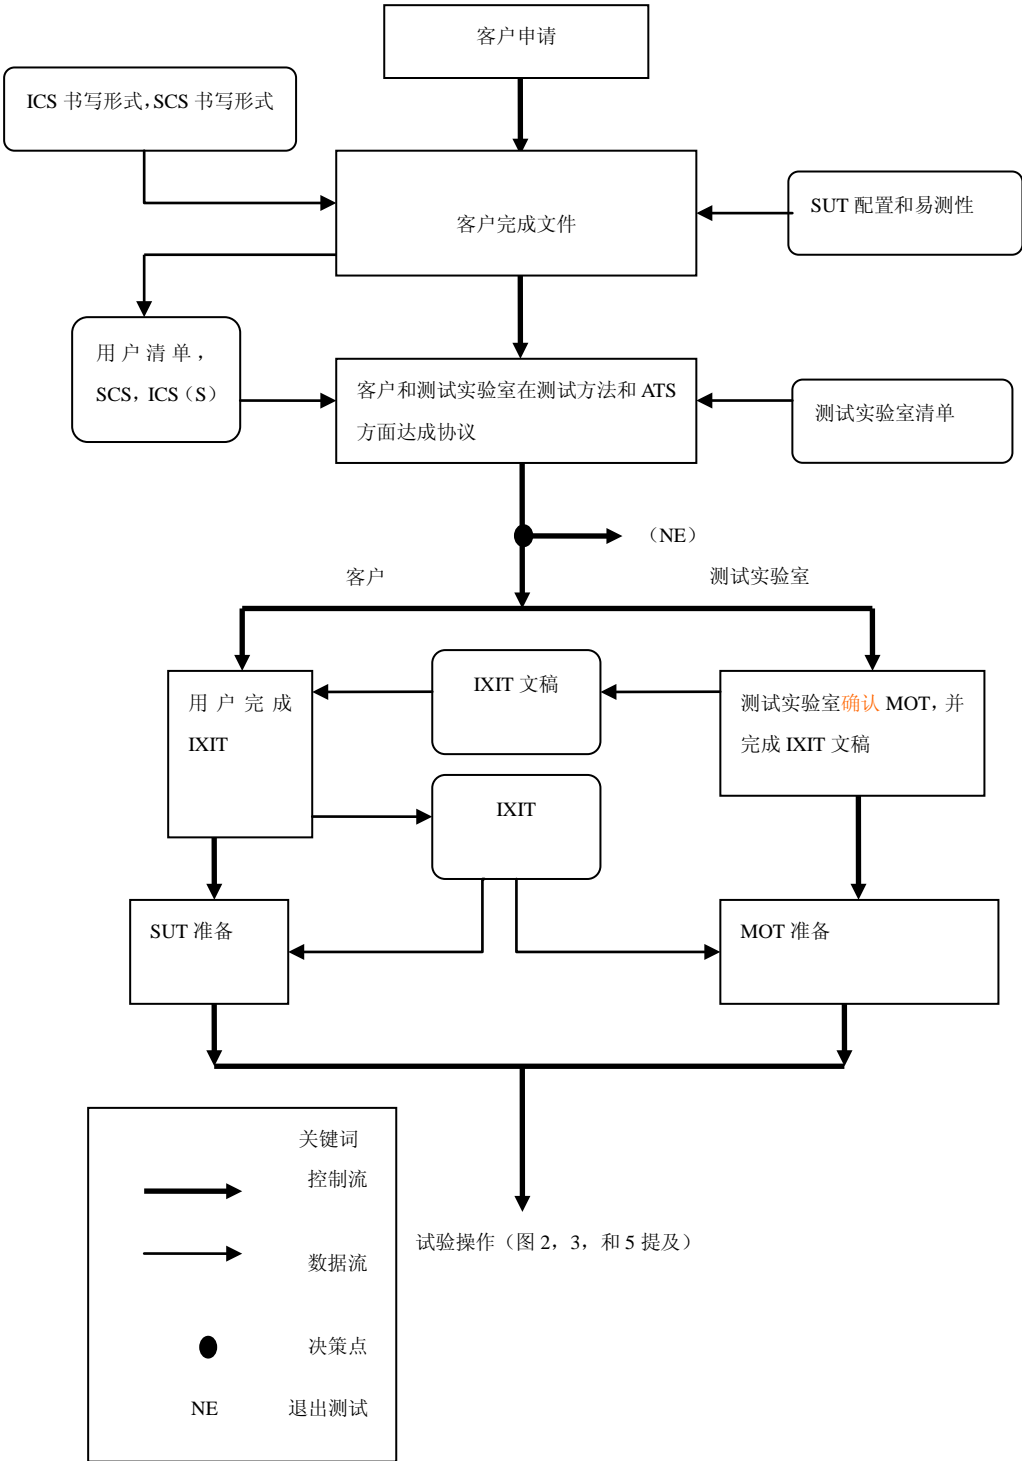 客户申请
ICS 书写形式，SCS 书写形式
客户完成文件
SUT 配置和易测性
用户清单，
SCS，ICS（S）
客户和测试实验室在测试方法和 ATS
方面达成协议
测试实验室清单
（NE）
客户
测试实验室
用户完成
IXIT
IXIT 文稿
测试实验室确认 MOT，并
完成 IXIT 文稿
IXIT
SUT 准备
MOT 准备
试验操作（图 2，3，和 5 提及）
关键词
控制流
数据流
决策点
NE 退出测试